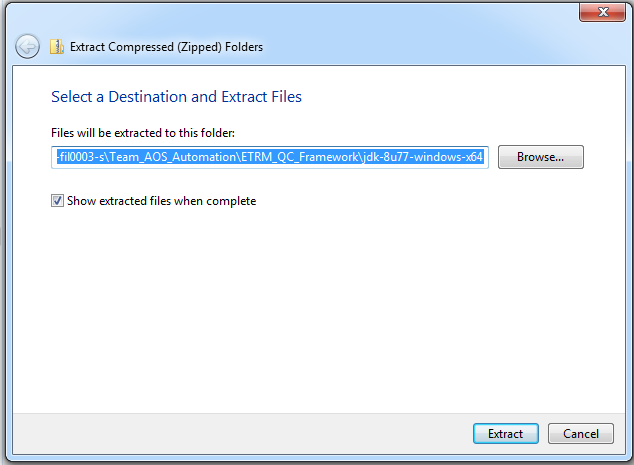 Extract Compressed (Zipped) Folders
Select a Destination and Extract Files
Files will be extracted to this folder:
-fil0003-s\Team_AOS_Automation\ETRM_QC_Framework\jdk-8u77-windows-x64
Browse...
Show extracted files when complete
Extract
Cancel